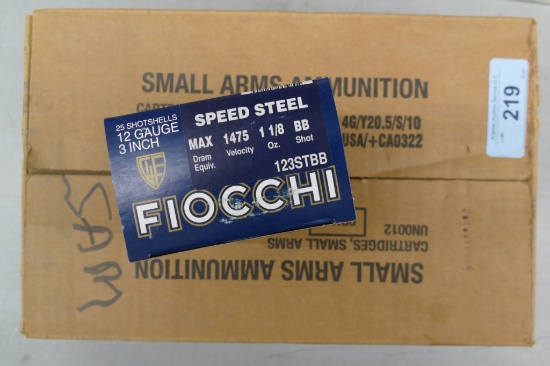 SMALL ARMS AMMUNITION
219
4G/Y20.5/S/10
USA/+CA0322
25 SHOTSHELLS
12 GAUGE
3 INCH
SPEED STEEL
MAX 1475 1 1/8 BB
Dram Equiv. Velocity Oz. Shot
123STBB
FIOCCHI
UN0012
CARTRIDGES, SMALL ARMS
SMALL ARMS AMMUNITION